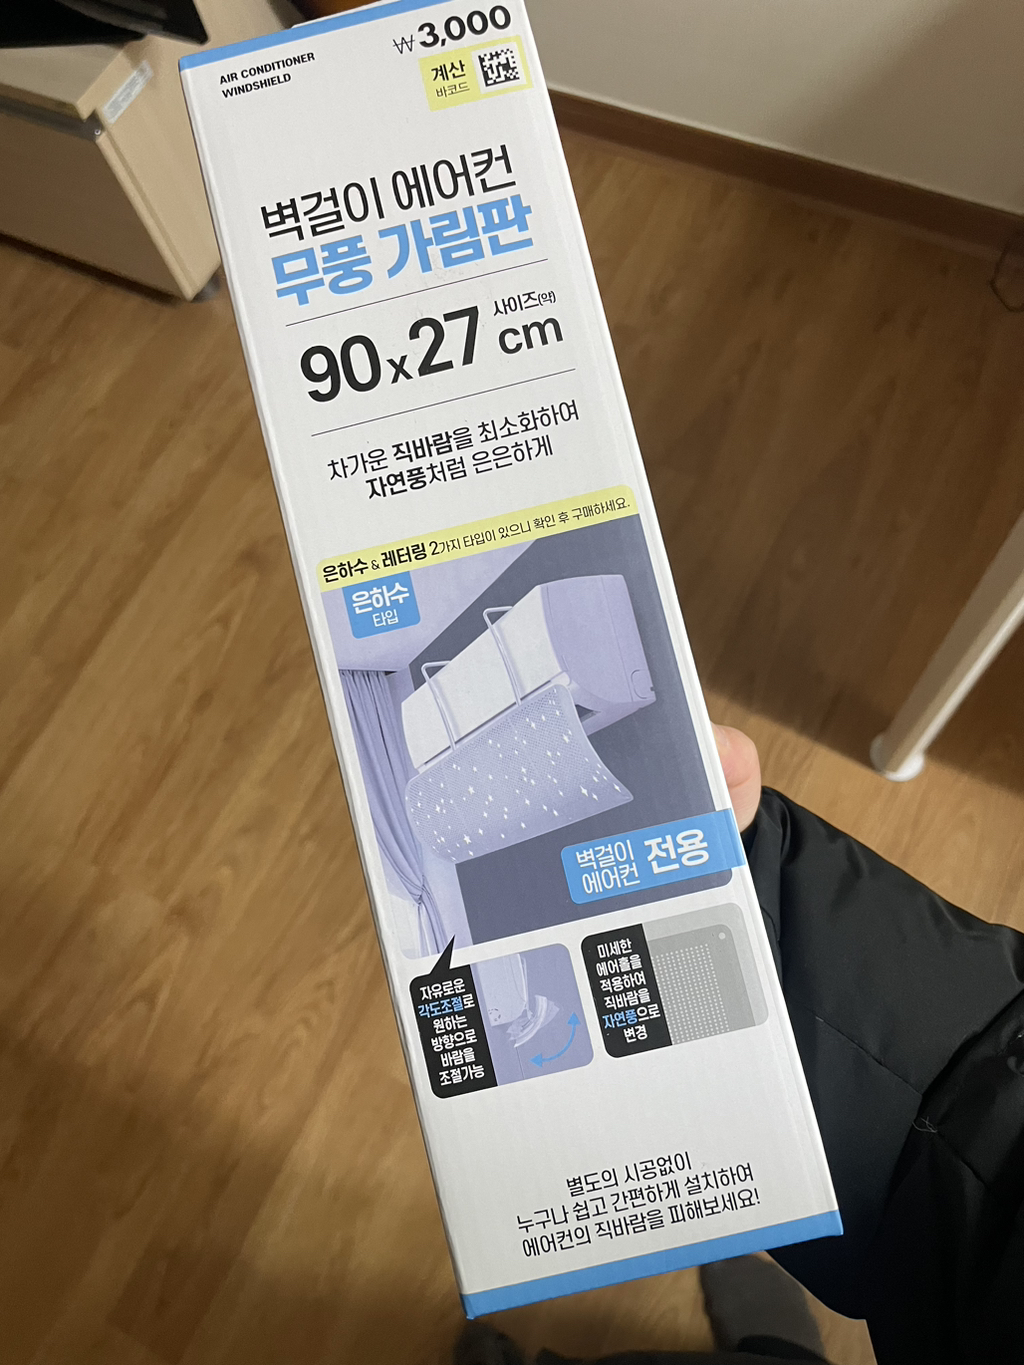 ₩3,000
AIR CONDITIONER
WINDSHIELD
계산
바코드
벽걸이 에어컨
무풍 가림판
사이즈(약)
90x27cm
차가운 직바람을 최소화하여
자연풍처럼 은은하게
은하수 & 레터링 2가지 타입이 있으니 확인 후 구매하세요.
은하수
타입
벽걸이
에어컨
전용
자유로운
각도조절로
원하는
방향으로
바람을
조절가능
미세한
에어홀을
적용하여
직바람을
자연풍으로
변경
별도의 시공없이
누구나 쉽고 간편하게 설치하여
에어컨의 직바람을 피해보세요!